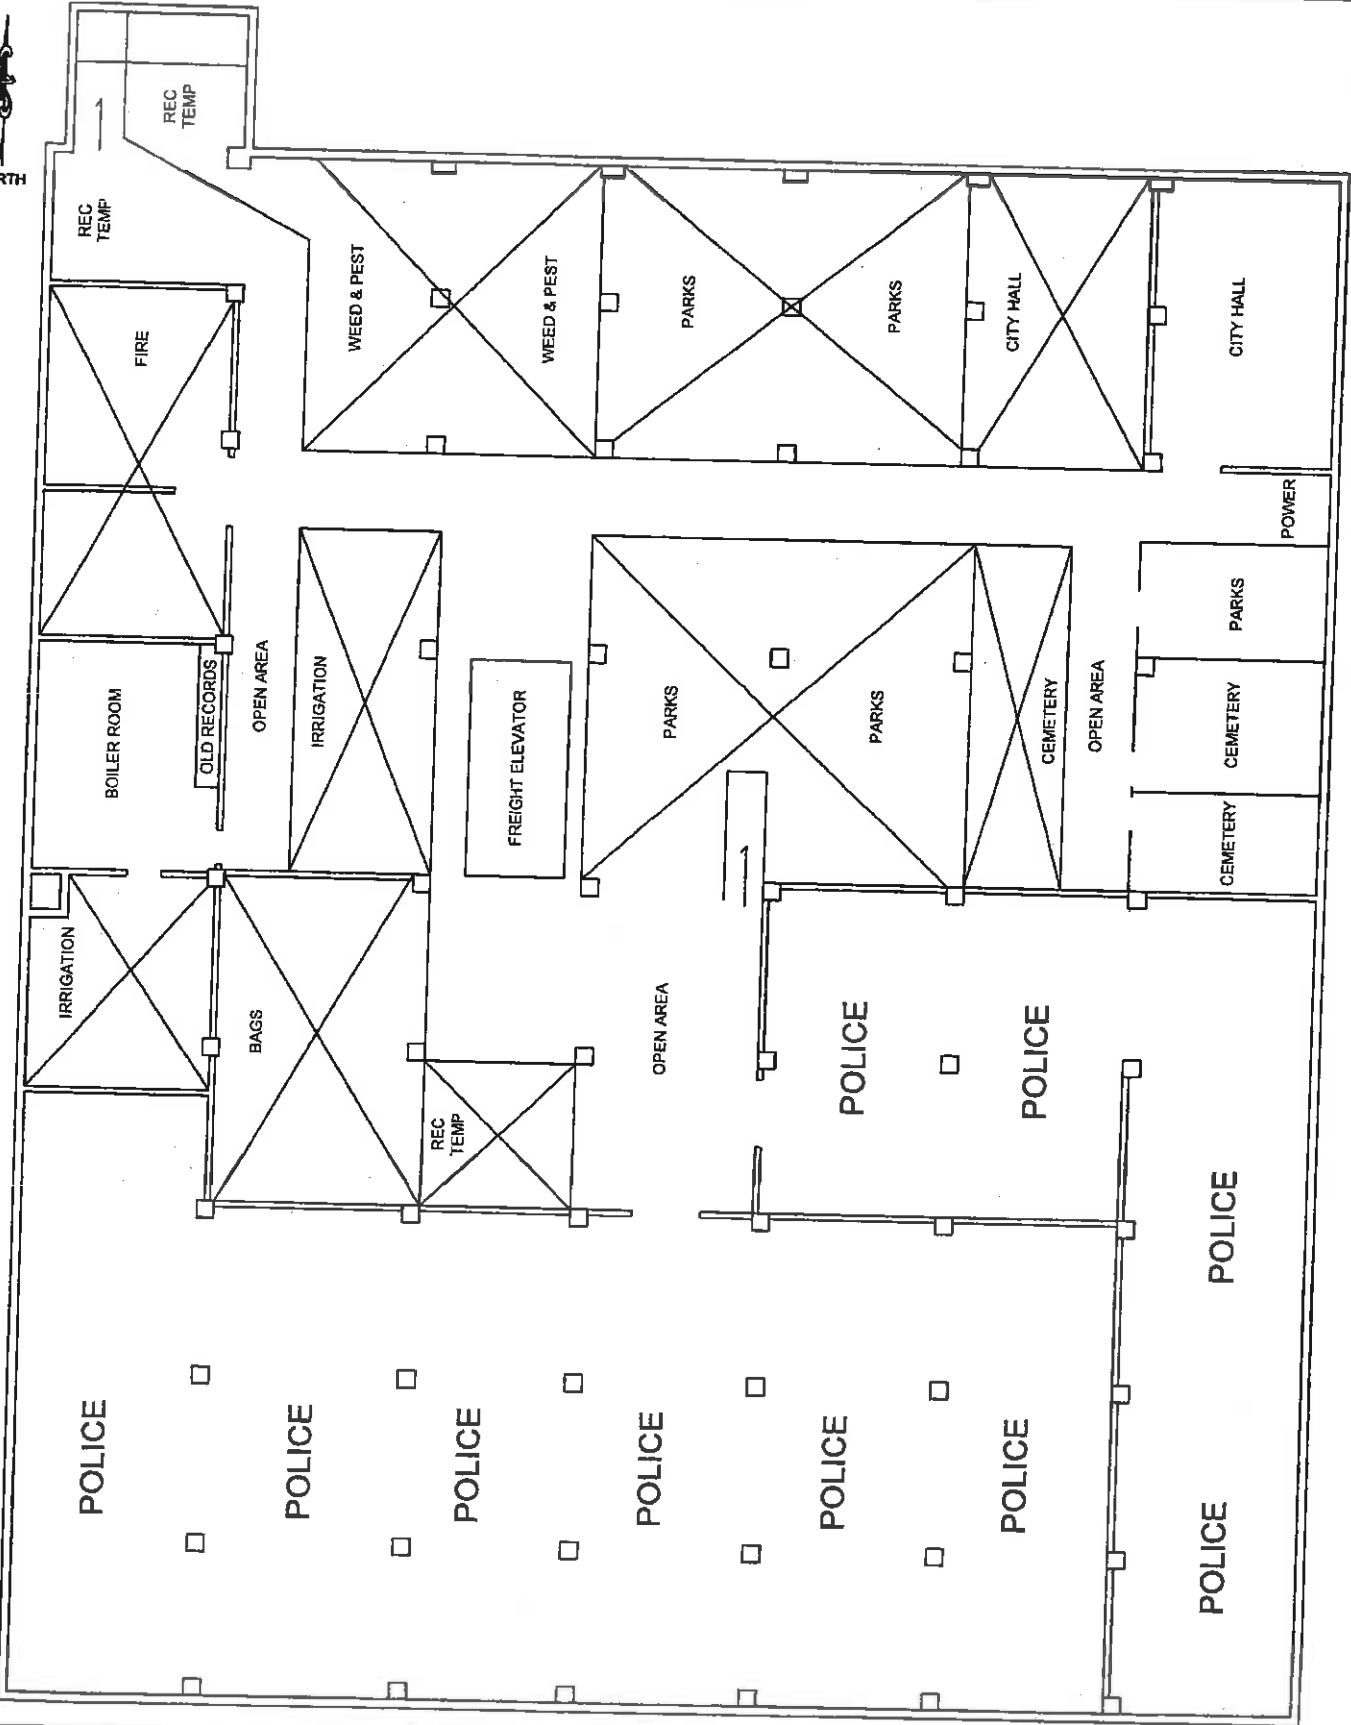 RTH
POLICE
IRRIGATION
BOILER ROOM
FIRE
REC
TEMP
REC
TEMP
OLD RECORDS
POLICE
BAGS
OPEN AREA
IRRIGATION
WEED & PEST
POLICE
REC
TEMP
FREIGHT ELEVATOR
WEED & PEST
POLICE
OPEN AREA
PARKS
PARKS
POLICE
POLICE
PARKS
PARKS
POLICE
POLICE
CEMETERY
CITY HALL
OPEN AREA
POLICE
POLICE
CEMETERY
CEMETERY
PARKS
POWER
CITY HALL